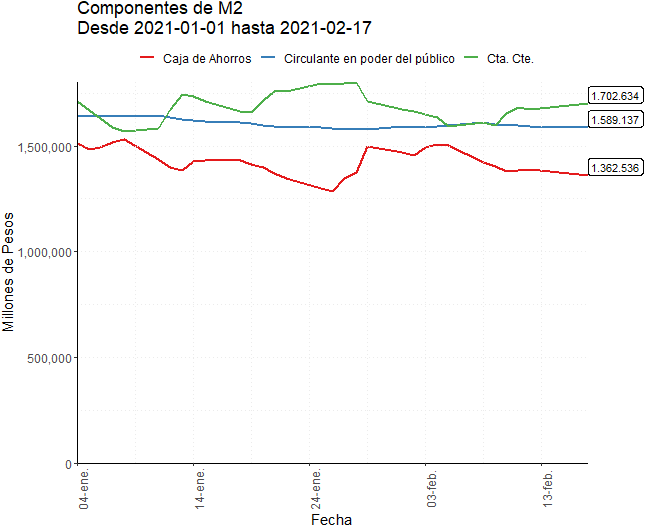 Componentes de M2
Desde 2021-01-01 hasta 2021-02-17
Caja de Ahorros Circulante en poder del público Cta. Cte.
1.702.634
1.589.137
1.362.536
1,500,000
1,000,000
500,000
0
Millones de Pesos
04-ene.
14-ene.
24-ene.
03-feb.
13-feb.
Fecha